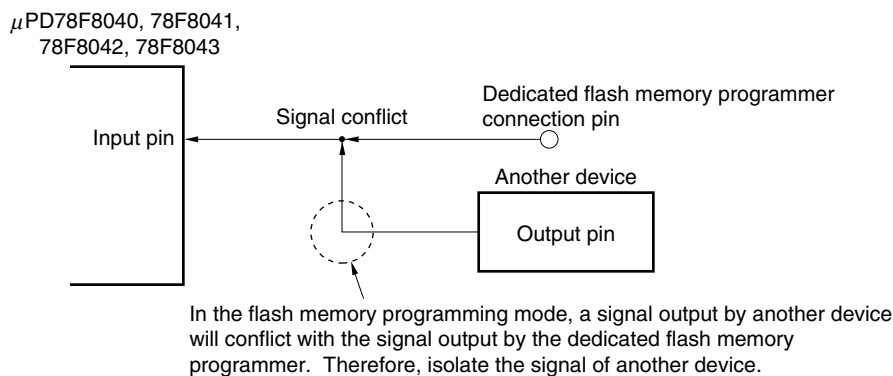 μPD78F8040, 78F8041,
78F8042, 78F8043
Dedicated flash memory programmer
connection pin
Signal conflict
Input pin
Another device
Output pin
In the flash memory programming mode, a signal output by another device
will conflict with the signal output by the dedicated flash memory
programmer. Therefore, isolate the signal of another device.